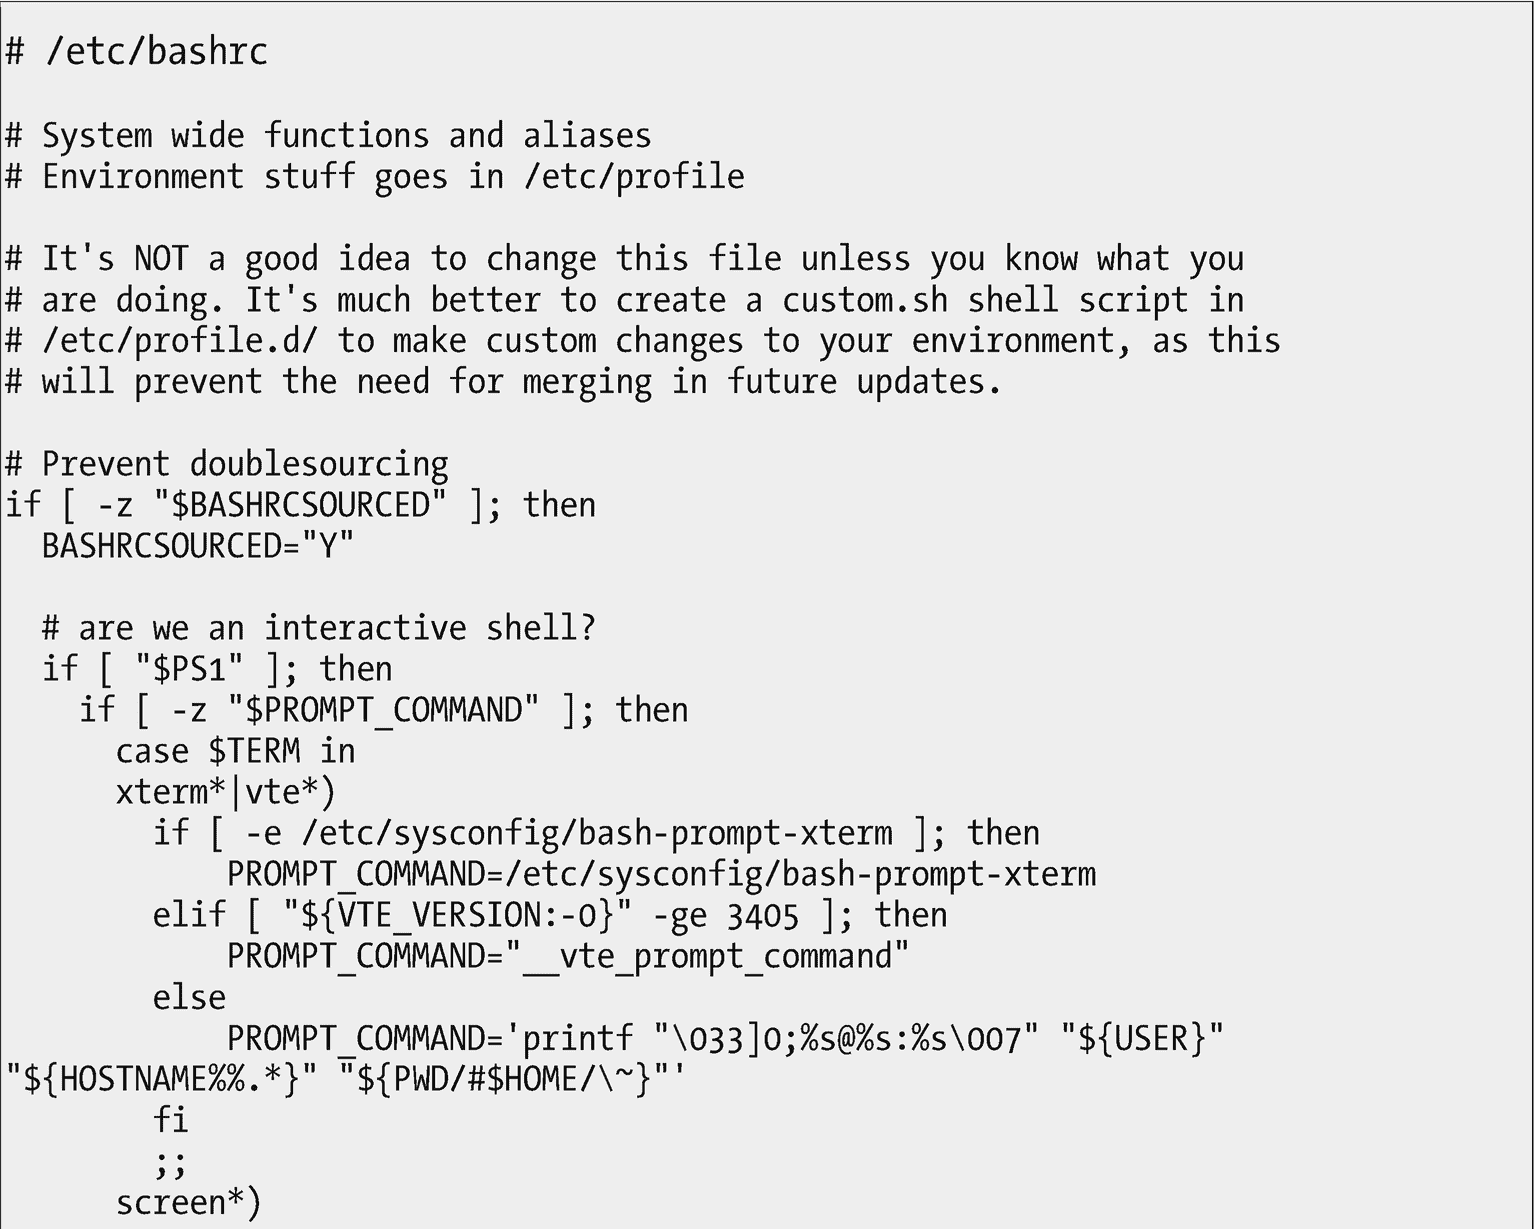 # /etc/bashrc

# System wide functions and aliases
# Environment stuff goes in /etc/profile

# It's NOT a good idea to change this file unless you know what you
# are doing. It's much better to create a custom.sh shell script in
# /etc/profile.d/ to make custom changes to your environment, as this
# will prevent the need for merging in future updates.

# Prevent doublesourcing
if [ -z "$BASHRCSOURCED" ]; then
  BASHRCSOURCED="Y"

  # are we an interactive shell?
  if [ "$PS1" ]; then
    if [ -z "$PROMPT_COMMAND" ]; then
      case $TERM in
      xterm*|vte*)
        if [ -e /etc/sysconfig/bash-prompt-xterm ]; then
            PROMPT_COMMAND=/etc/sysconfig/bash-prompt-xterm
        elif [ "${VTE_VERSION:-0}" -ge 3405 ]; then
            PROMPT_COMMAND="__vte_prompt_command"
        else
            PROMPT_COMMAND='printf "\033]0;%s@%s:%s\007" "${USER}"
"${HOSTNAME%%.*}" "${PWD/#$HOME/\~}"'
        fi
        ;;
      screen*)